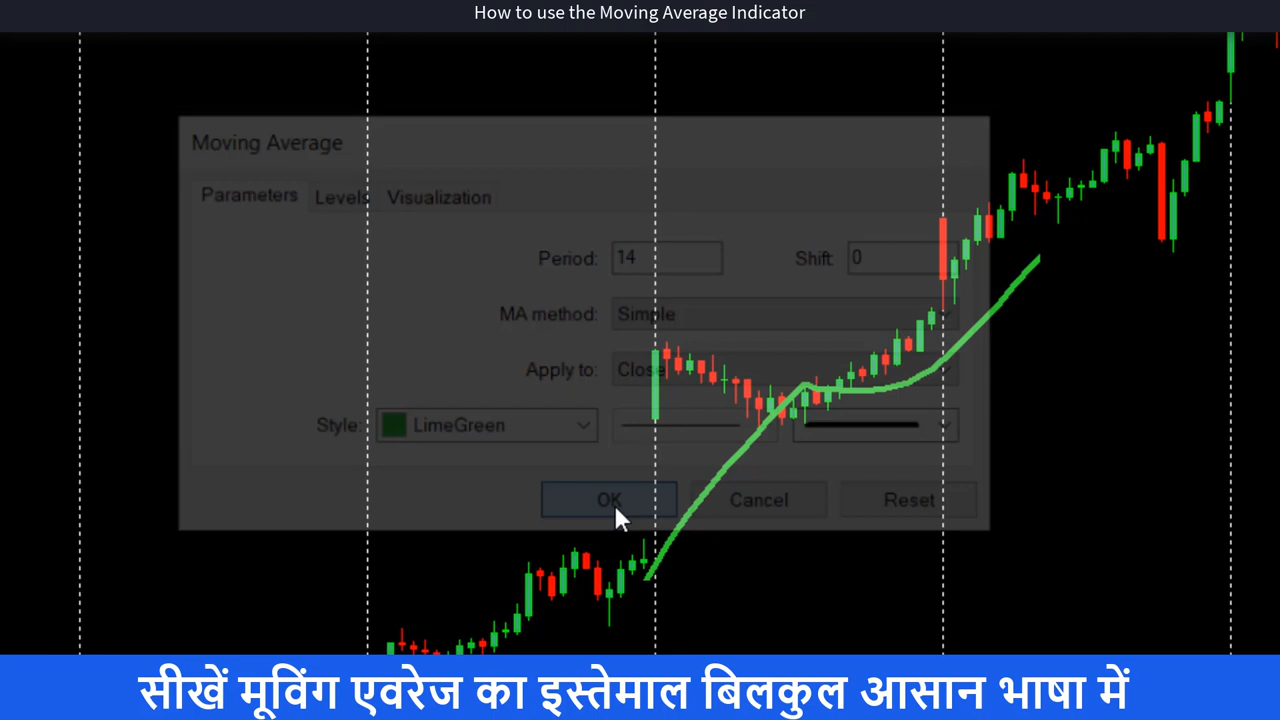 How to use the Moving Average Indicator
Moving Average
Parameters Levels Visualization
Period: 14 Shift: 0
MA method: Simple
Apply to: Close
Style: LimeGreen
OK Cancel Reset
सीखें मूविंग एवरेज का इस्तेमाल बिलकुल आसान भाषा में